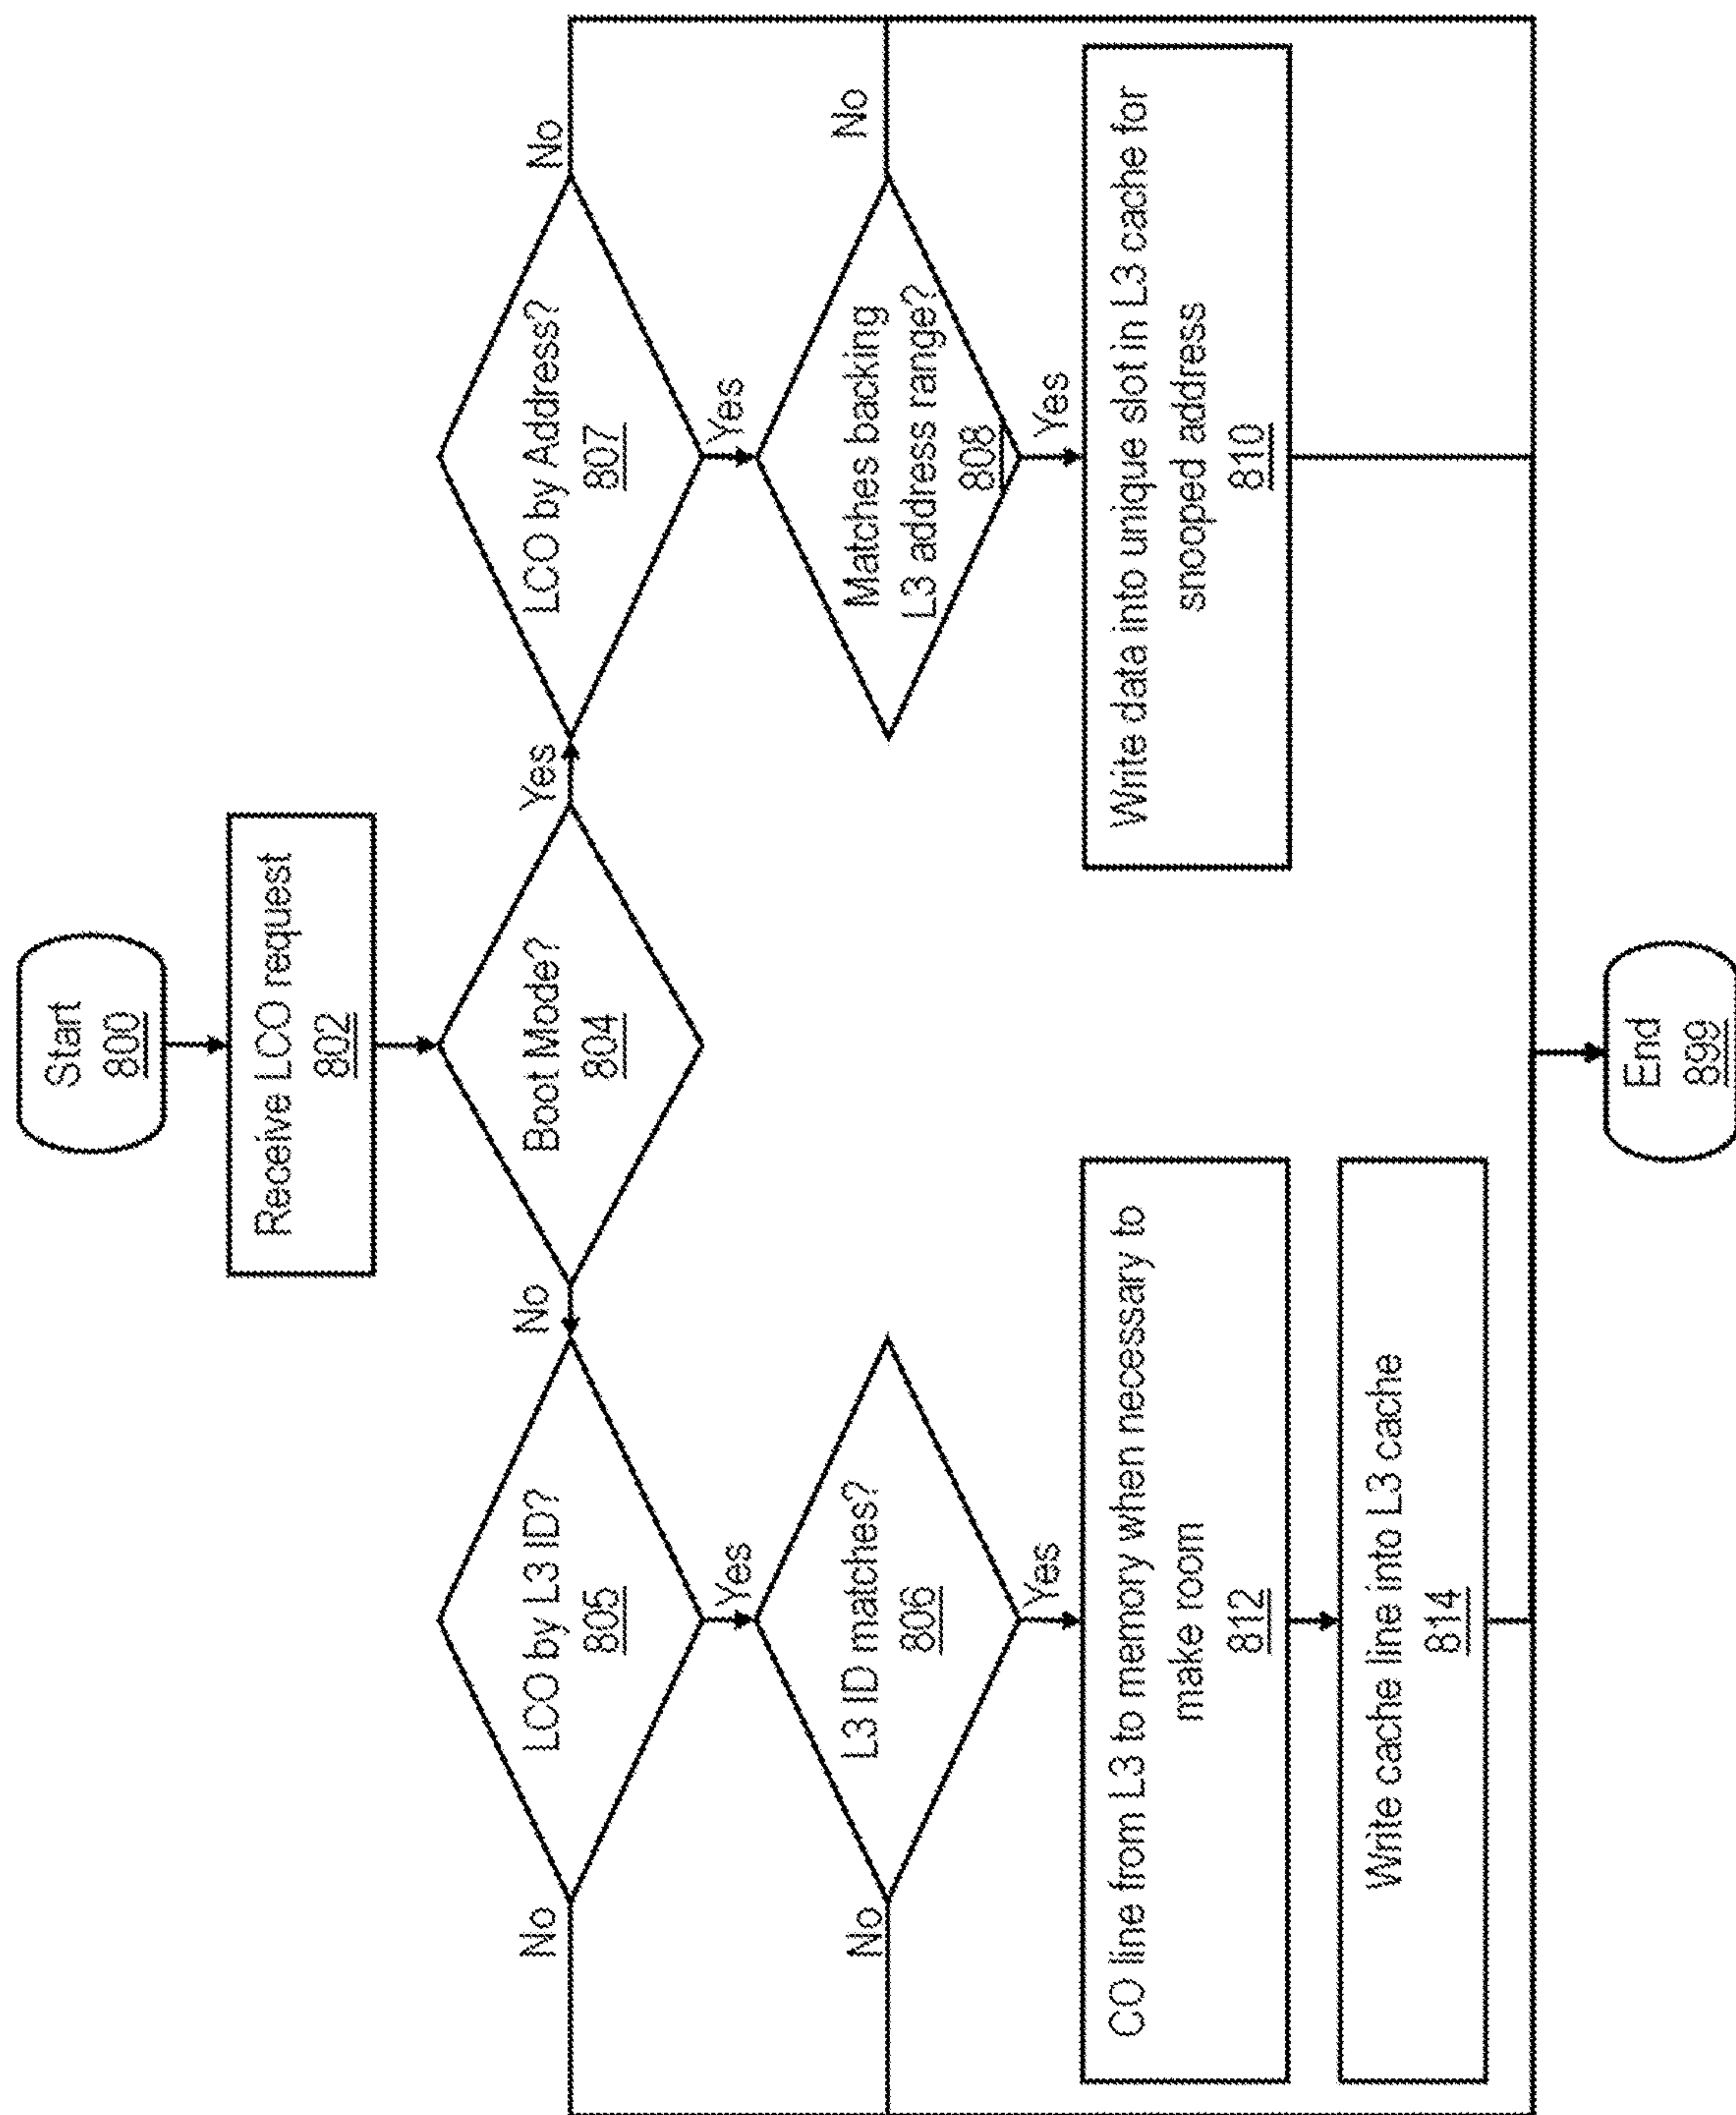 Start
800
Receive LCO request
802
Boot Mode?
804
No
Yes
LCO by L3 ID?
805
No
Yes
L3 ID matches?
806
No
Yes
CO line from L3 to memory when necessary to
make room
812
Write cache line into L3 cache
814
LCO by Address?
807
No
Yes
Matches backing
L3 address range?
808
No
Yes
Write data into unique slot in L3 cache for
snooped address
810
End
899